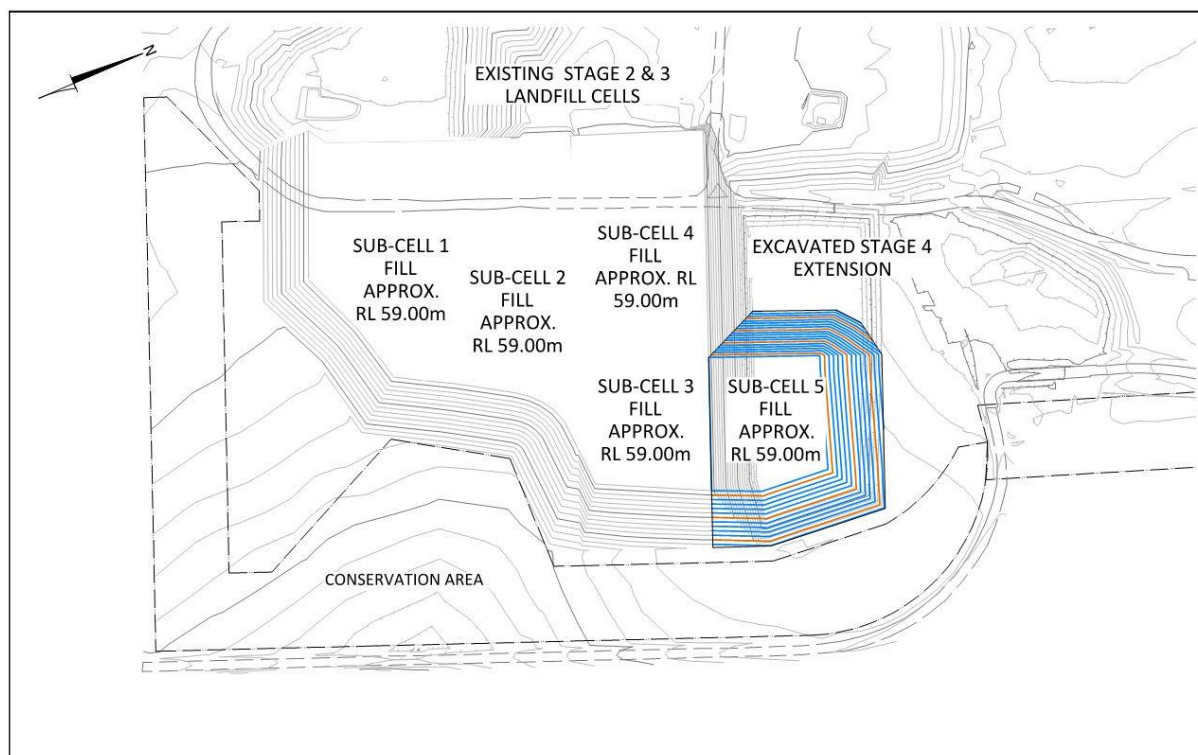 N
EXISTING STAGE 2 & 3
LANDFILL CELLS
SUB-CELL 1
FILL
APPROX.
RL 59.00m
SUB-CELL 2
FILL
APPROX.
RL 59.00m
SUB-CELL 4
FILL
APPROX. RL
59.00m
EXCAVATED STAGE 4
EXTENSION
SUB-CELL 3
FILL
APPROX.
RL 59.00m
SUB-CELL 5
FILL
APPROX.
RL 59.00m
CONSERVATION AREA